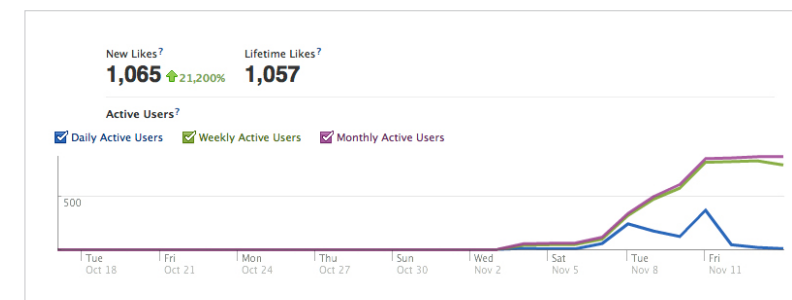 New Likes? Lifetime Likes?
1,065 21,200% 1,057
Active Users?
Daily Active Users Weekly Active Users Monthly Active Users
500
Tue Fri Mon Thu Sun Wed Sat Tue Fri
Oct 18 Oct 21 Oct 24 Oct 27 Oct 30 Nov 2 Nov 5 Nov 8 Nov 11